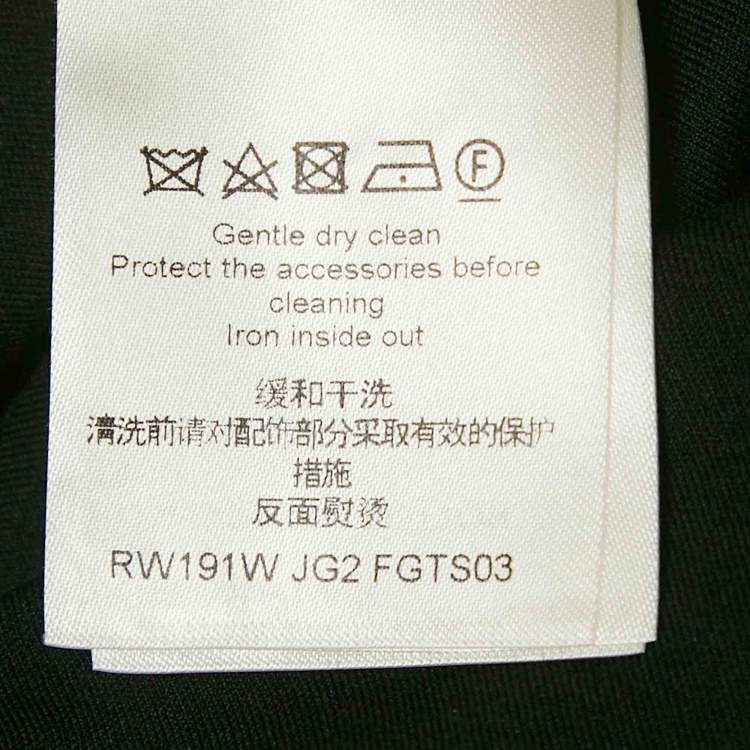 F
Gentle dry clean
Protect the accessories before
cleaning
Iron inside out
缓和干洗
清洗前请对配饰部分采取有效的保护
措施
反面熨烫
RW191W JG2 FGTS03